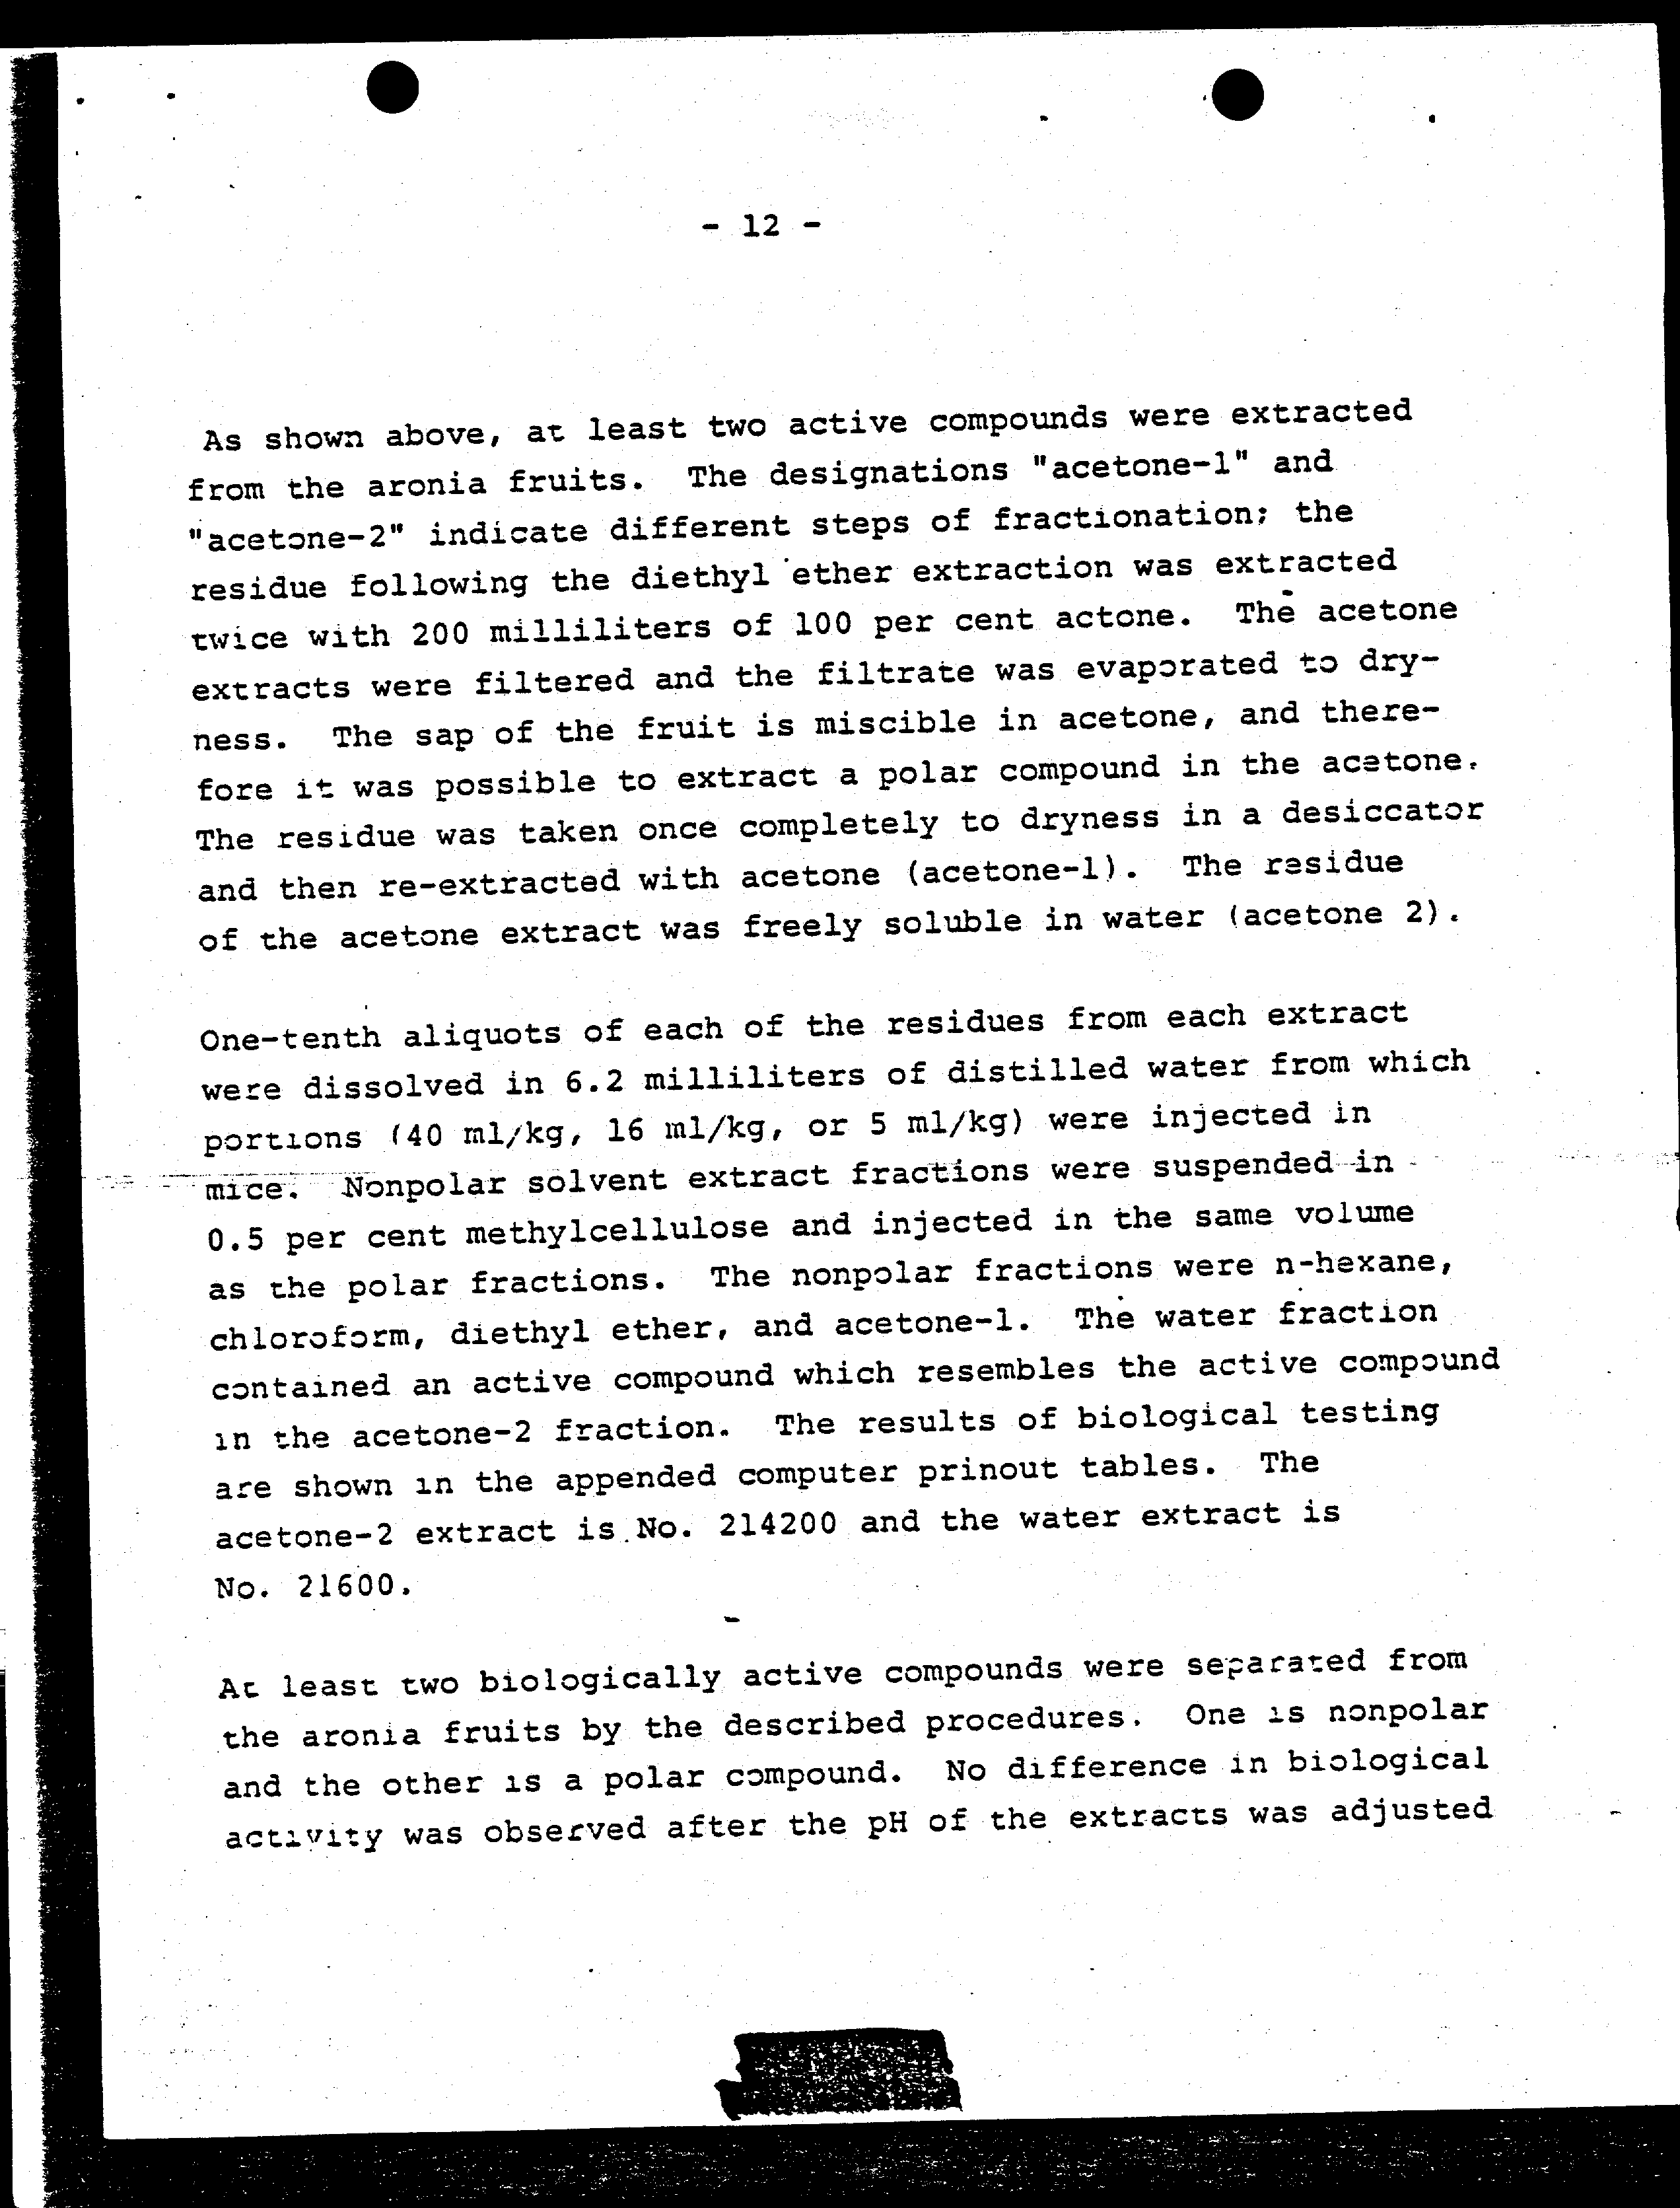 - 12 -
As shown above, at least two active compounds were extracted
from the aronia fruits. The designations "acetone-1" and
"acetone-2" indicate different steps of fractionation; the
residue following the diethyl ether extraction was extracted
twice with 200 milliliters of 100 per cent actone. The acetone
extracts were filtered and the filtrate was evaporated to dry-
ness. The sap of the fruit is miscible in acetone, and there-
fore it was possible to extract a polar compound in the acetone.
The residue was taken once completely to dryness in a desiccator
and then re-extracted with acetone (acetone-1). The residue
of the acetone extract was freely soluble in water (acetone 2).
One-tenth aliquots of each of the residues from each extract
were dissolved in 6.2 milliliters of distilled water from which
portions (40 ml/kg, 16 ml/kg, or 5 ml/kg) were injected in
mice. Nonpolar solvent extract fractions were suspended in
0.5 per cent methylcellulose and injected in the same volume
as the polar fractions. The nonpolar fractions were n-hexane,
chloroform, diethyl ether, and acetone-1. The water fraction
contained an active compound which resembles the active compound
in the acetone-2 fraction. The results of biological testing
are shown in the appended computer prinout tables. The
acetone-2 extract is No. 214200 and the water extract is
No. 21600.
At least two biologically active compounds were separated from
the aronia fruits by the described procedures. One is nonpolar
and the other is a polar compound. No difference in biological
activity was observed after the pH of the extracts was adjusted